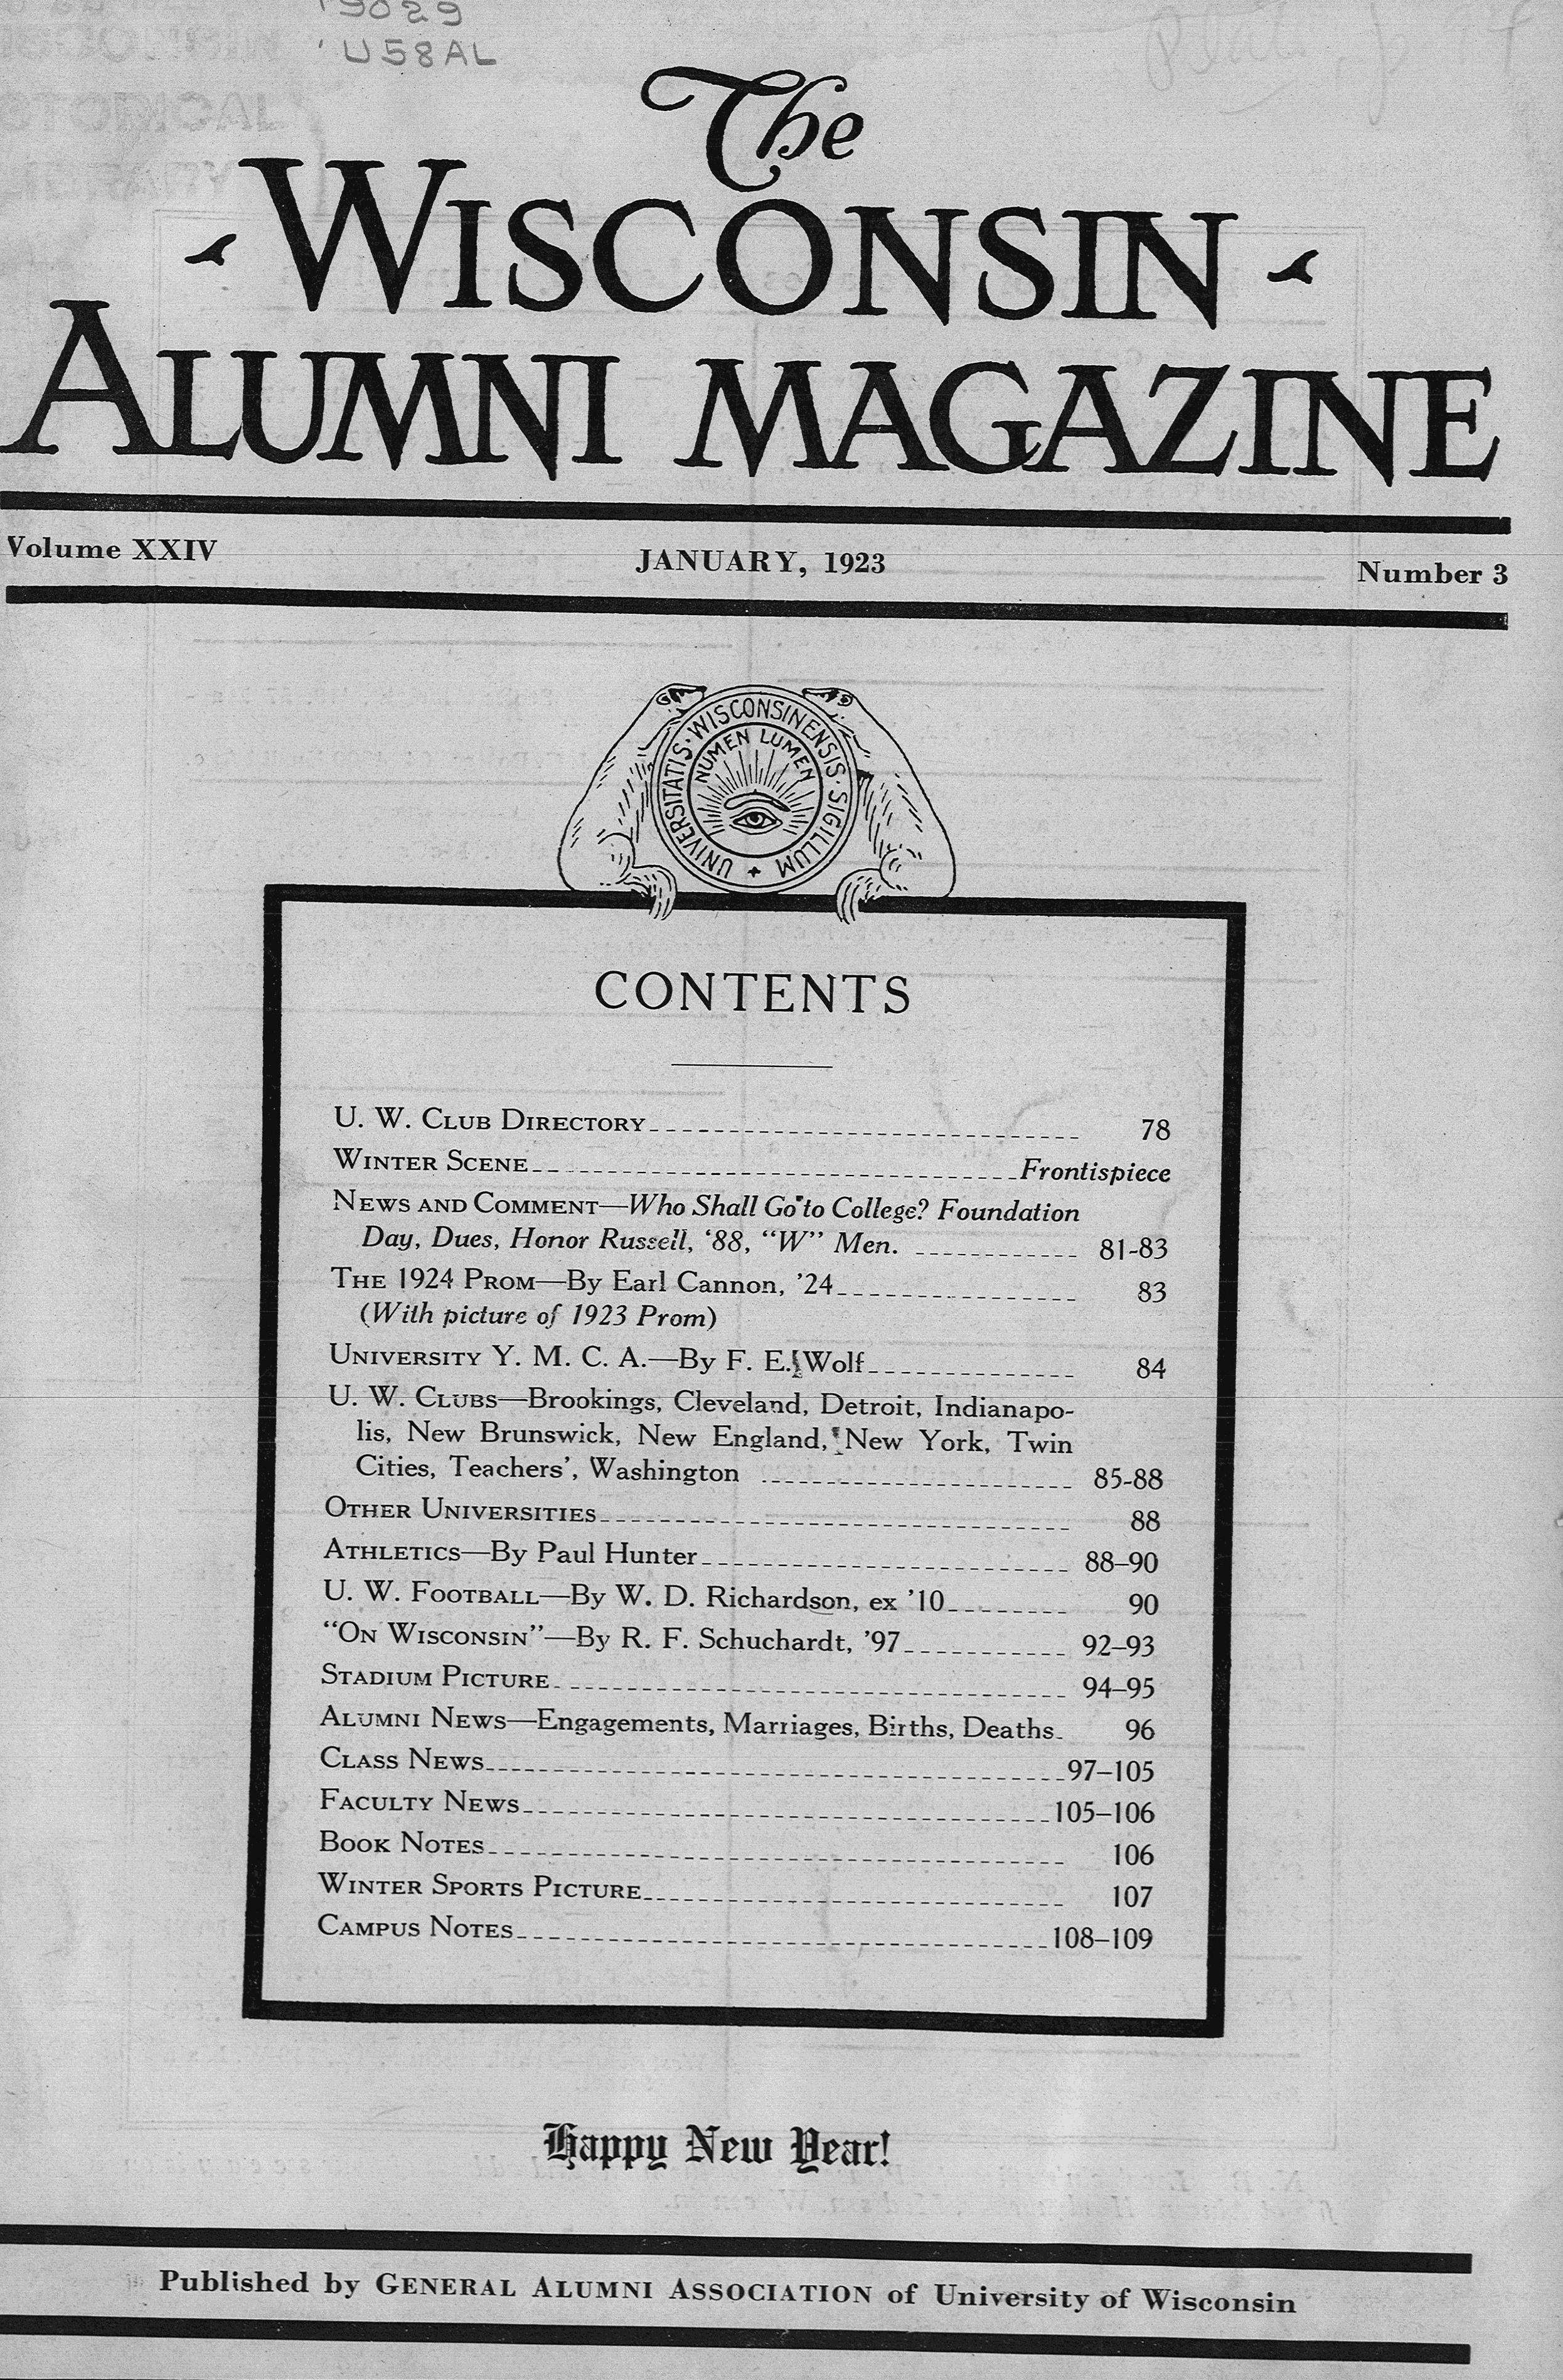 9029
U58AL
The
WISCONSIN
ALUMNI MAGAZINE
Volume XXIV JANUARY, 1923 Number 3
UNIVERSITATIS · WISCONSINENSIS · SIGILLUM
NUMEN LUMEN
CONTENTS
U. W. CLUB DIRECTORY 78
WINTER SCENE Frontispiece
NEWS AND COMMENT—Who Shall Go to College? Foundation
Day, Dues, Honor Russell, '88, "W" Men. 81-83
THE 1924 PROM—By Earl Cannon, '24 83
(With picture of 1923 Prom)
UNIVERSITY Y. M. C. A.—By F. E. Wolf 84
U. W. CLUBS—Brookings, Cleveland, Detroit, Indianapo-
lis, New Brunswick, New England, New York, Twin
Cities, Teachers', Washington 85-88
OTHER UNIVERSITIES 88
ATHLETICS—By Paul Hunter 88–90
U. W. FOOTBALL—By W. D. Richardson, ex '10 90
"ON WISCONSIN"—By R. F. Schuchardt, '97 92–93
STADIUM PICTURE 94–95
ALUMNI NEWS—Engagements, Marriages, Births, Deaths 96
CLASS NEWS 97–105
FACULTY NEWS 105–106
BOOK NOTES 106
WINTER SPORTS PICTURE 107
CAMPUS NOTES 108–109
Happy New Year!
Published by GENERAL ALUMNI ASSOCIATION of University of Wisconsin